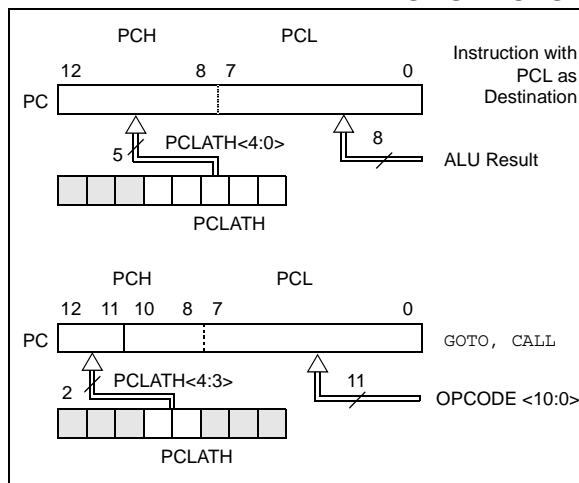 PCH PCL
12 8 7 0
Instruction with
PCL as
Destination
PC
5 PCLATH<4:0>
8
ALU Result
PCLATH
PCH PCL
12 11 10 8 7 0
PC
GOTO, CALL
2 PCLATH<4:3>
11
OPCODE <10:0>
PCLATH